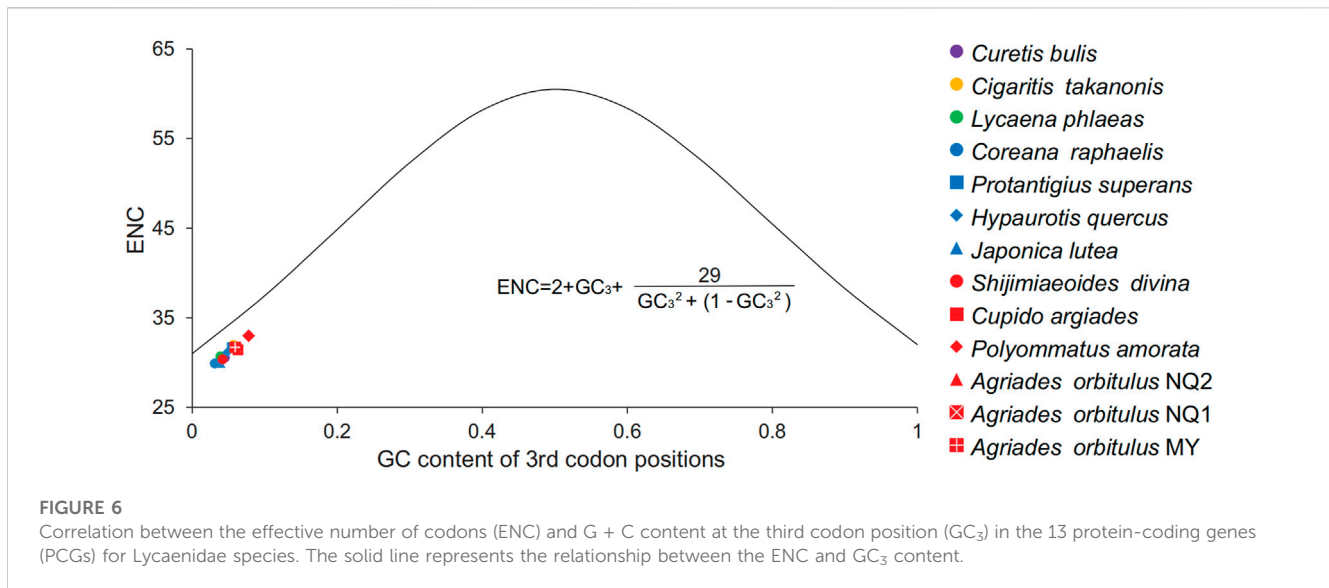 65
55
45
35
25
ENC
0
0.2
0.4
0.6
0.8
1
GC content of 3rd codon positions
ENC=2+GC₃+ 29
GC₃² + (1 - GC₃²)
Curetis bulis
Cigaritis takanonis
Lycaena phlaeas
Coreana raphaelis
Protantigius superans
Hypaurotis quercus
Japonica lutea
Shijimiaeoides divina
Cupido argiades
Polyommatus amorata
Agriades orbitulus NQ2
Agriades orbitulus NQ1
Agriades orbitulus MY
FIGURE 6
Correlation between the effective number of codons (ENC) and G + C content at the third codon position (GC₃) in the 13 protein-coding genes
(PCGs) for Lycaenidae species. The solid line represents the relationship between the ENC and GC₃ content.